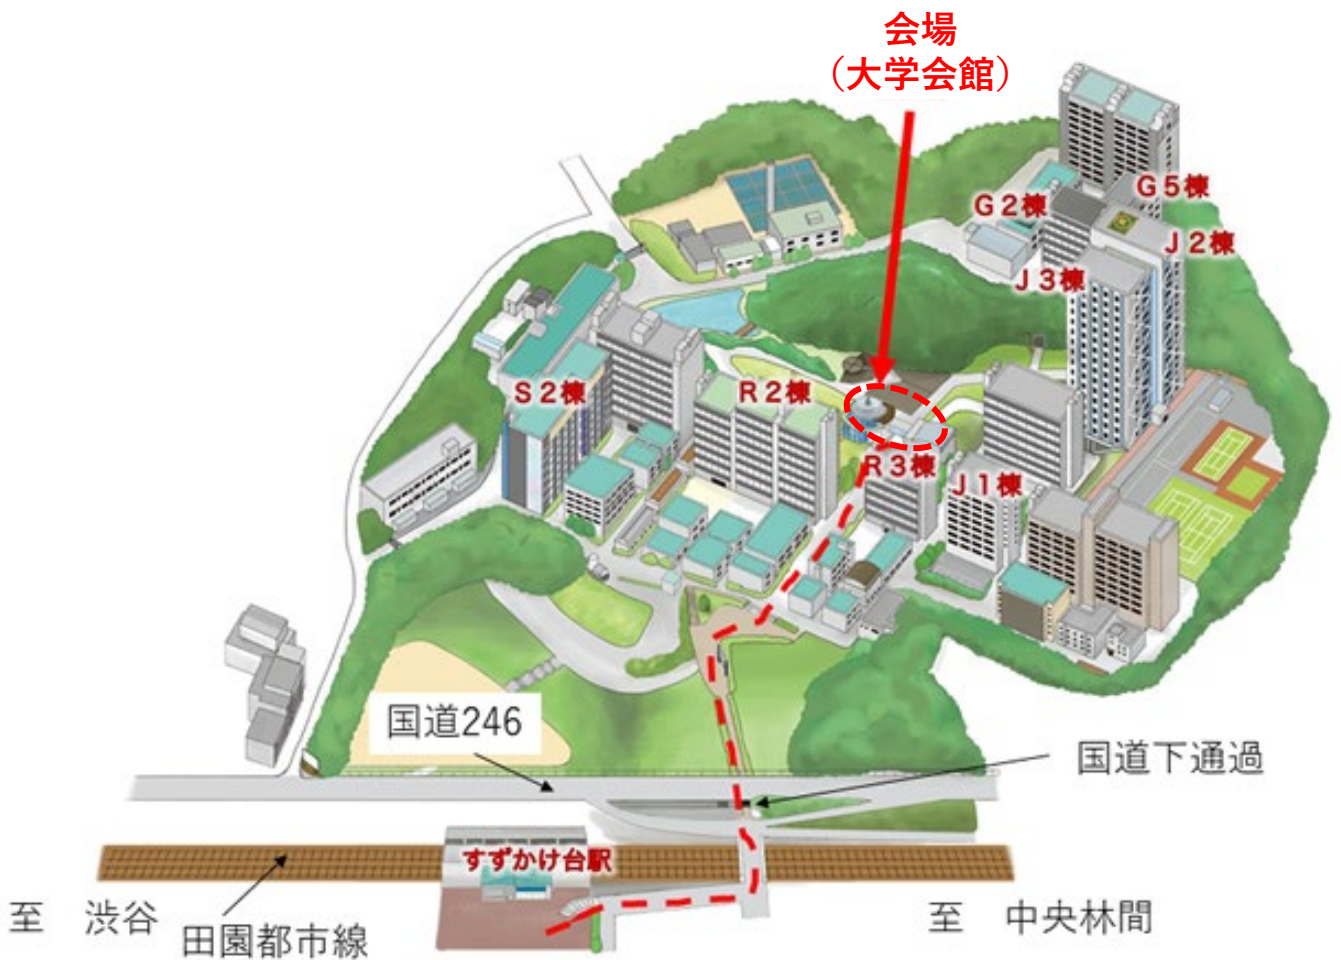 会場
（大学会館）
Ｇ５棟
Ｇ２棟
Ｊ２棟
Ｊ３棟
Ｓ２棟
Ｒ２棟
Ｒ３棟
Ｊ１棟
国道246
国道下通過
すずかけ台駅
至　渋谷
田園都市線
至　中央林間